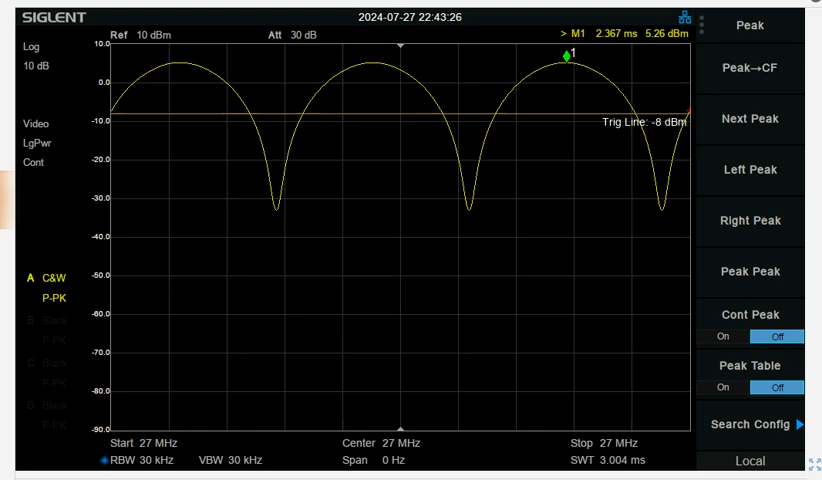 SIGLENT
2024-07-27 22:43:26
Ref 10 dBm
Att 30 dB
> M1 2.367 ms 5.26 dBm
Log
10 dB
Video
LgPwr
Cont
A C&W
P-PK
B Blank
P-PK
C Blank
P-PK
D Blank
P-PK
10.0
0.0
-10.0
-20.0
-30.0
-40.0
-50.0
-60.0
-70.0
-80.0
-90.0
1
Trig Line: -8 dBm
Start 27 MHz
Center 27 MHz
Stop 27 MHz
RBW 30 kHz
VBW 30 kHz
Span 0 Hz
SWT 3.004 ms
Peak
Peak→CF
Next Peak
Left Peak
Right Peak
Peak Peak
Cont Peak
On Off
Peak Table
On Off
Search Config
Local